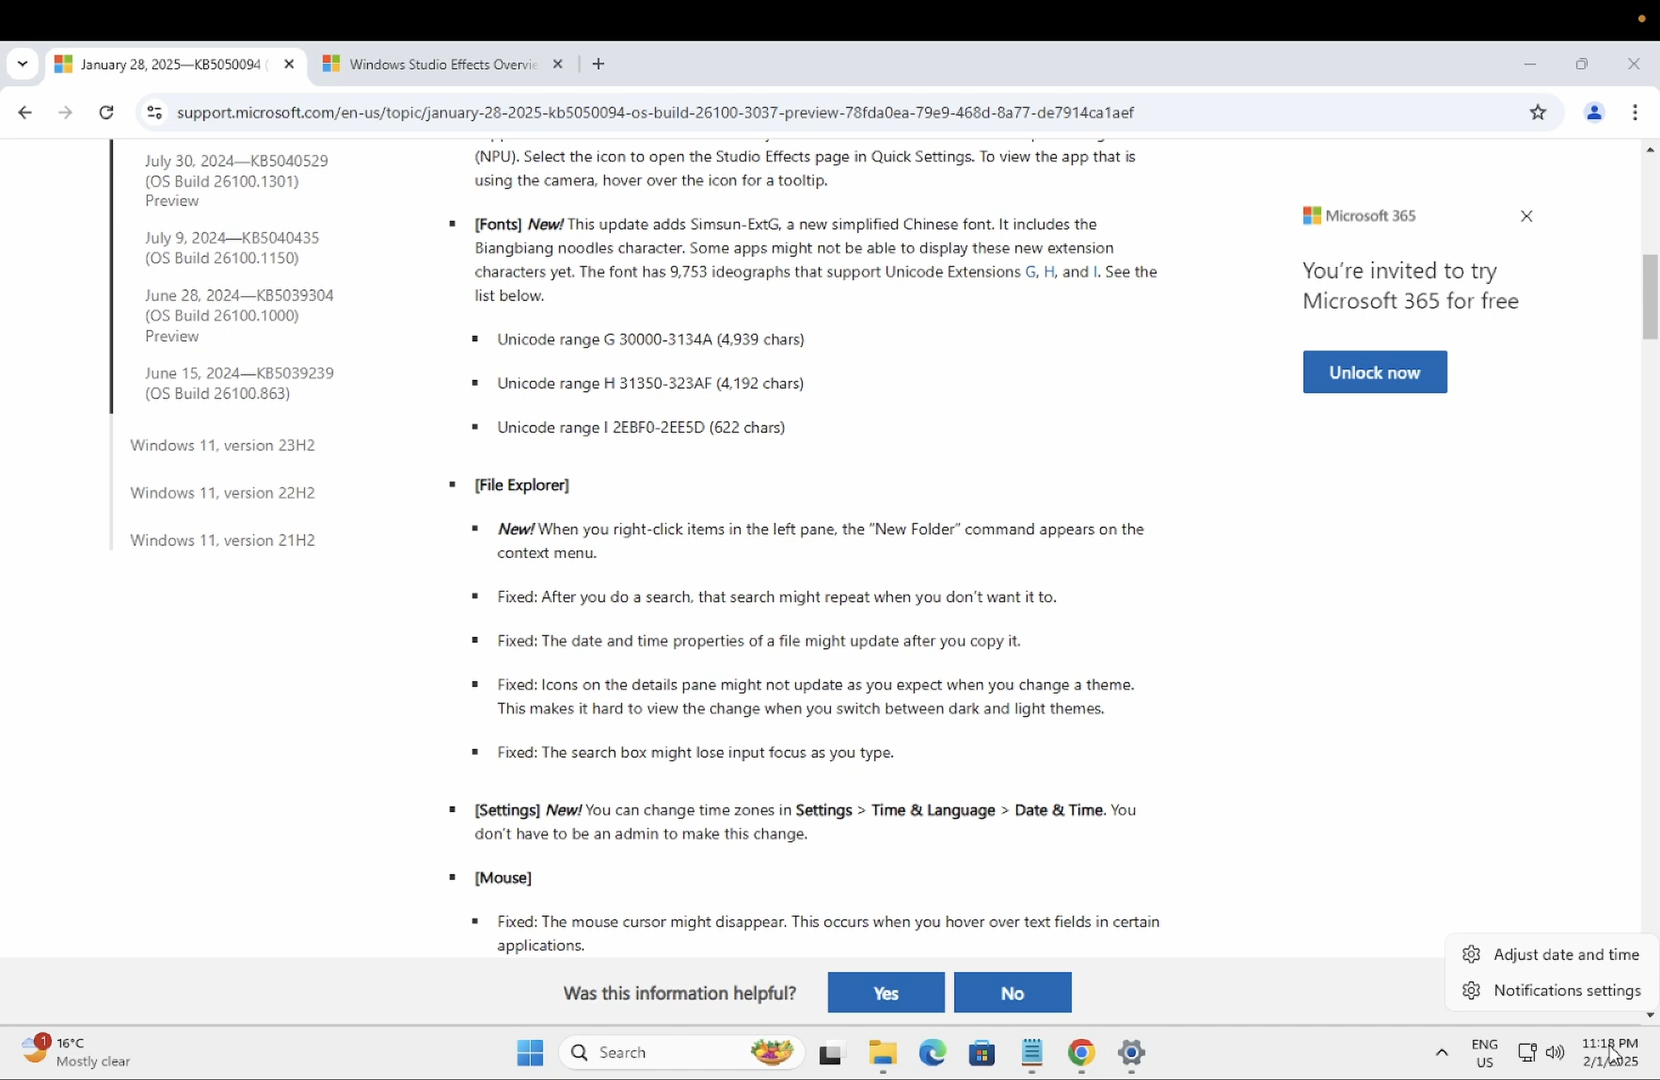 January 28, 2025—KB5050094 (
Windows Studio Effects Overvie
support.microsoft.com/en-us/topic/january-28-2025-kb5050094-os-build-26100-3037-preview-78fda0ea-79e9-468d-8a77-de7914ca1aef
July 30, 2024—KB5040529
(OS Build 26100.1301)
Preview
July 9, 2024—KB5040435
(OS Build 26100.1150)
June 28, 2024—KB5039304
(OS Build 26100.1000)
Preview
June 15, 2024—KB5039239
(OS Build 26100.863)
Windows 11, version 23H2
Windows 11, version 22H2
Windows 11, version 21H2
(NPU). Select the icon to open the Studio Effects page in Quick Settings. To view the app that is
using the camera, hover over the icon for a tooltip.
[Fonts] New! This update adds Simsun-ExtG, a new simplified Chinese font. It includes the
Biangbiang noodles character. Some apps might not be able to display these new extension
characters yet. The font has 9,753 ideographs that support Unicode Extensions G, H, and I. See the
list below.
Unicode range G 30000-3134A (4,939 chars)
Unicode range H 31350-323AF (4,192 chars)
Unicode range I 2EBF0-2EE5D (622 chars)
[File Explorer]
New! When you right-click items in the left pane, the “New Folder” command appears on the
context menu.
Fixed: After you do a search, that search might repeat when you don’t want it to.
Fixed: The date and time properties of a file might update after you copy it.
Fixed: Icons on the details pane might not update as you expect when you change a theme.
This makes it hard to view the change when you switch between dark and light themes.
Fixed: The search box might lose input focus as you type.
[Settings] New! You can change time zones in Settings > Time & Language > Date & Time. You
don’t have to be an admin to make this change.
[Mouse]
Fixed: The mouse cursor might disappear. This occurs when you hover over text fields in certain
applications.
Microsoft 365
You’re invited to try
Microsoft 365 for free
Unlock now
Was this information helpful?
Yes
No
Adjust date and time
Notifications settings
1
16°C
Mostly clear
Search
ENG
US
11:18 PM
2/1/2025